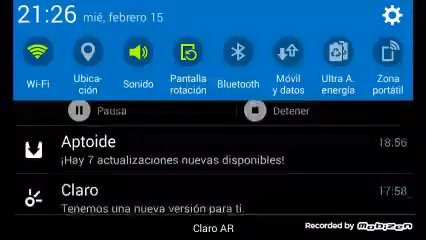 21:26 mié, febrero 15
Wi-Fi
Ubica-
ción
Sonido
Pantalla
rotación
Bluetooth
Móvil
y datos
Ultra A.
energía
Zona
portátil
Pausa
Detener
Aptoide 18:56
¡Hay 7 actualizaciones nuevas disponibles!
Claro 17:58
Tenemos una nueva versión para ti.
Claro AR
Recorded by Mobizen